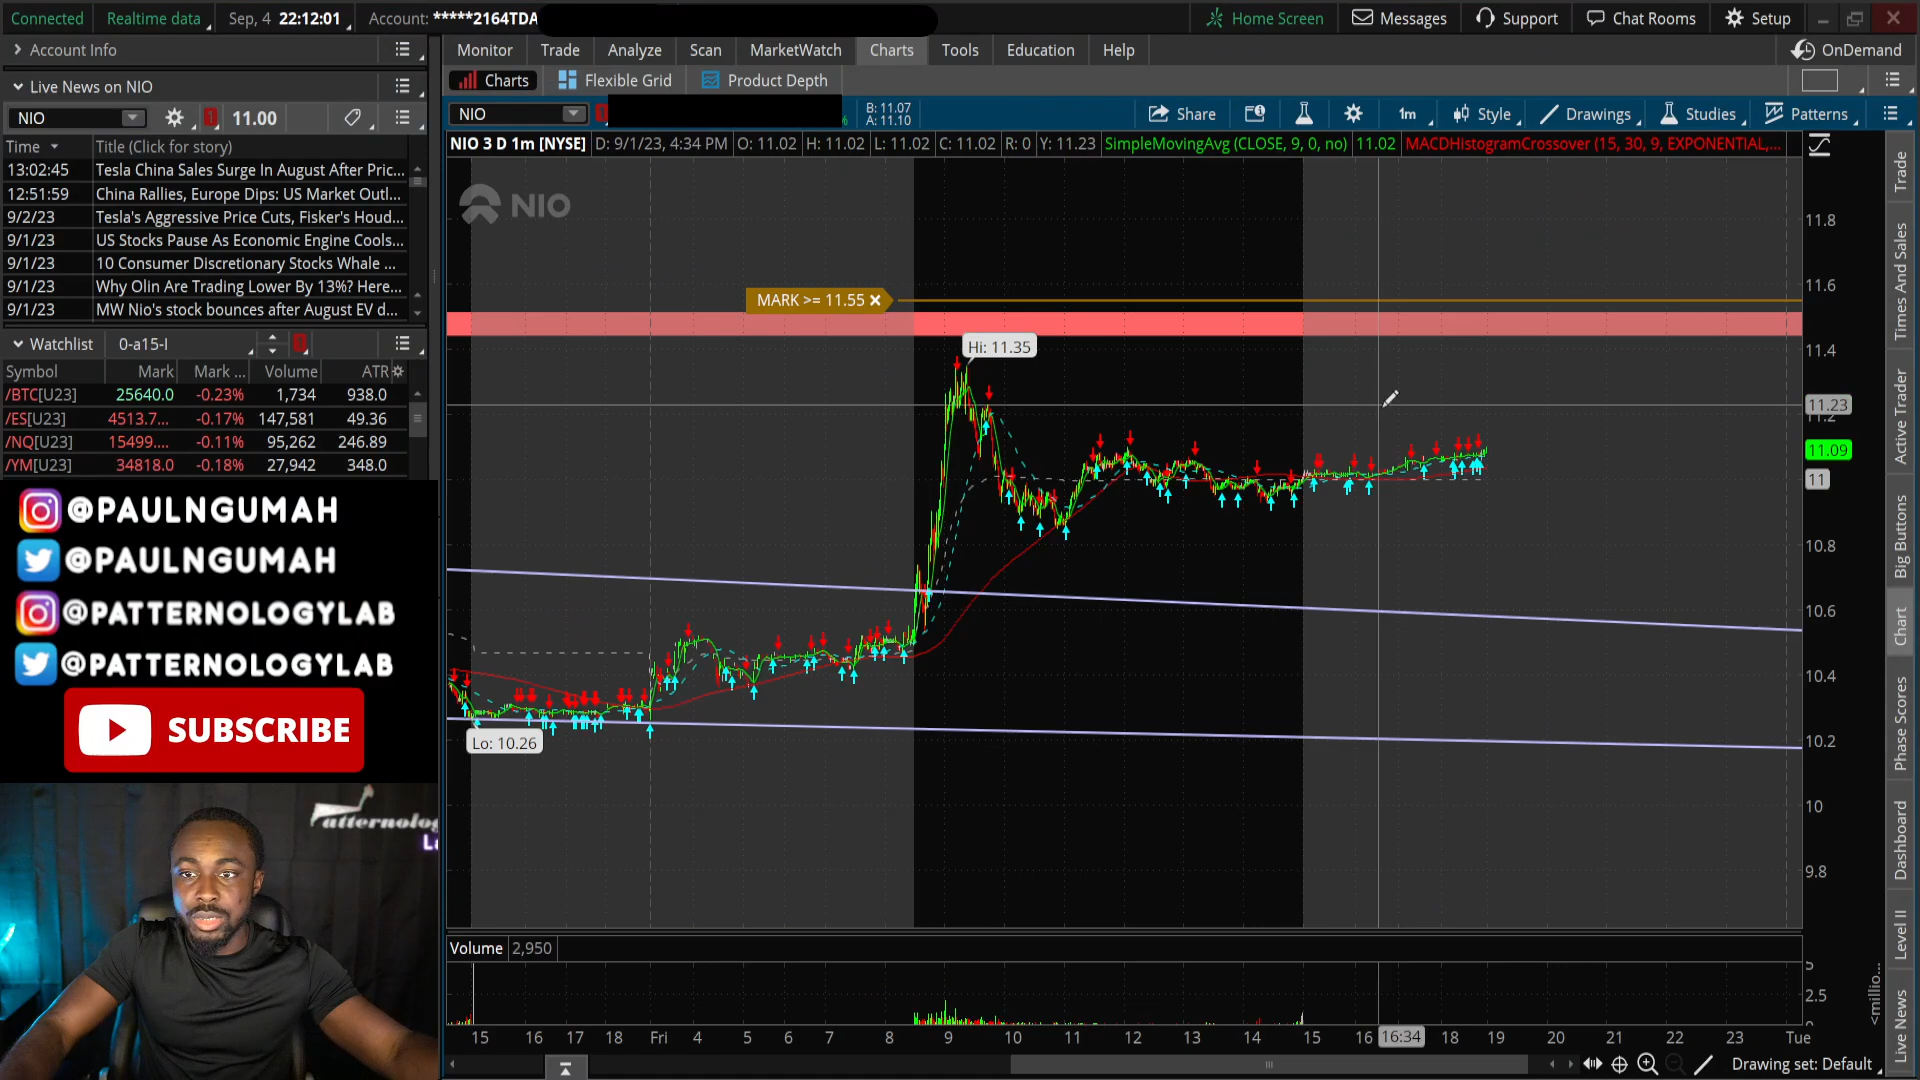 Connected Realtime data Sep, 4 22:12:01 Account: *****2164TDA Home Screen Messages Support Chat Rooms Setup
Account Info Monitor Trade Analyze Scan MarketWatch Charts Tools Education Help OnDemand
Live News on NIO Charts Flexible Grid Product Depth
NIO 1 11.00 NIO B: 11.07 A: 11.10 Share 1m Style Drawings Studies Patterns
NIO 3 D 1m [NYSE] D: 9/1/23, 4:34 PM O: 11.02 H: 11.02 L: 11.02 C: 11.02 R: 0 Y: 11.23 SimpleMovingAvg (CLOSE, 9, 0, no) 11.02 MACDHistogramCrossover (15, 30, 9, EXPONENTIAL,...
Time Title (Click for story)
13:02:45 Tesla China Sales Surge In August After Pric...
12:51:59 China Rallies, Europe Dips: US Market Outl...
9/2/23 Tesla's Aggressive Price Cuts, Fisker's Houd...
9/1/23 US Stocks Pause As Economic Engine Cools...
9/1/23 10 Consumer Discretionary Stocks Whale ...
9/1/23 Why Olin Are Trading Lower By 13%? Here...
9/1/23 MW Nio's stock bounces after August EV d...
Watchlist 0-a15-I
Symbol Mark Mark ... Volume ATR
/BTC[U23] 25640.0 -0.23% 1,734 938.0
/ES[U23] 4513.7... -0.17% 147,581 49.36
/NQ[U23] 15499.... -0.11% 95,262 246.89
/YM[U23] 34818.0 -0.18% 27,942 348.0
@PAULNGUMAH
@PAULNGUMAH
@PATTERNOLOGYLAB
@PATTERNOLOGYLAB
SUBSCRIBE
Patternolo
NIO
MARK >= 11.55
Hi: 11.35
Lo: 10.26
11.8
11.6
11.4
11.23
11.2
11.09
11
10.8
10.6
10.4
10.2
10
9.8
Volume 2,950
5
2.5
0
<millio...
15 16 17 18 Fri 4 5 6 7 8 9 10 11 12 13 14 15 16 16:34 18 19 20 21 22 23 Tue
Drawing set: Default
Trade
Times And Sales
Active Trader
Big Buttons
Chart
Phase Scores
Dashboard
Level II
Live News